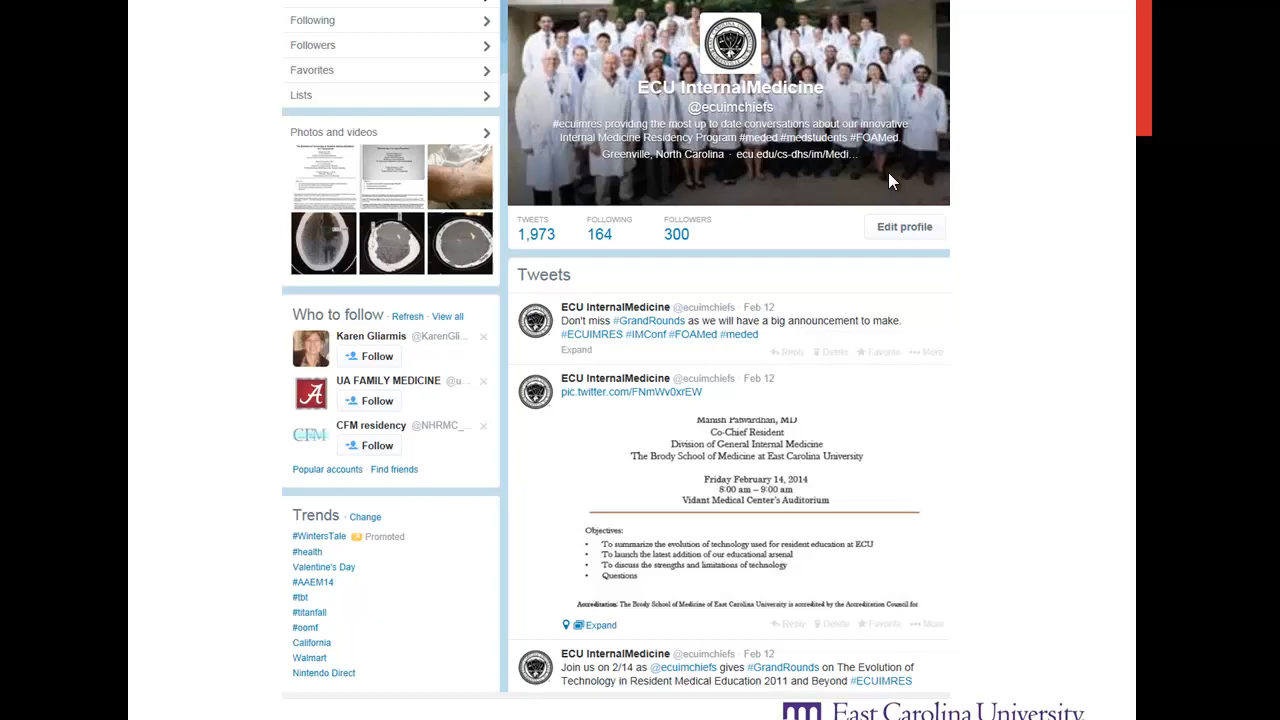 Following
Followers
Favorites
Lists
Photos and videos
Who to follow · Refresh · View all
Karen Gliarmis @KarenGli...
Follow
UA FAMILY MEDICINE @u...
Follow
CFM residency @NHRMC_...
CFM
Follow
Popular accounts · Find friends
Trends · Change
#WintersTale Promoted
#health
Valentine's Day
#AAEM14
#tbt
#titanfall
#oomf
California
Walmart
Nintendo Direct
ECU InternalMedicine
@ecuimchiefs
#ecuimres providing the most up to date conversations about our innovative
Internal Medicine Residency Program #meded #medstudents #FOAMed.
Greenville, North Carolina · ecu.edu/cs-dhs/im/Medi...
TWEETS FOLLOWING FOLLOWERS
1,973 164 300
Edit profile
Tweets
ECU InternalMedicine @ecuimchiefs · Feb 12
Don't miss #GrandRounds as we will have a big announcement to make.
#ECUIMRES #IMConf #FOAMed #meded
Expand
Reply Delete Favorite More
ECU InternalMedicine @ecuimchiefs · Feb 12
pic.twitter.com/FNmWv0xrEW
Manish Patwardhan, MD
Co-Chief Resident
Division of General Internal Medicine
The Brody School of Medicine at East Carolina University
Friday February 14, 2014
8:00 am – 9:00 am
Vidant Medical Center's Auditorium
Objectives:
• To summarize the evolution of technology used for resident education at ECU
• To launch the latest addition of our educational arsenal
• To discuss the strengths and limitations of technology
• Questions
Accreditation: The Brody School of Medicine of East Carolina University is accredited by the Accreditation Council for
Expand
Reply Delete Favorite More
ECU InternalMedicine @ecuimchiefs · Feb 12
Join us on 2/14 as @ecuimchiefs gives #GrandRounds on The Evolution of
Technology in Resident Medical Education 2011 and Beyond #ECUIMRES
East Carolina University